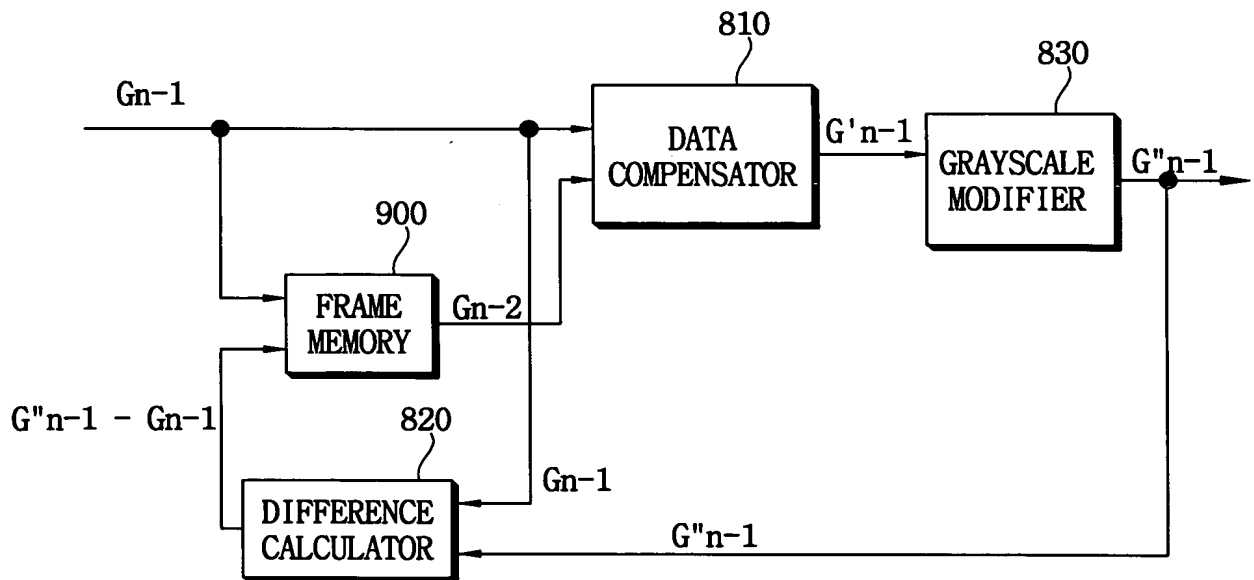 810
830
Gn-1
DATA
COMPENSATOR
G'n-1
GRAYSCALE
MODIFIER
G"n-1
900
FRAME
MEMORY
Gn-2
G"n-1 - Gn-1
820
Gn-1
DIFFERENCE
CALCULATOR
G"n-1